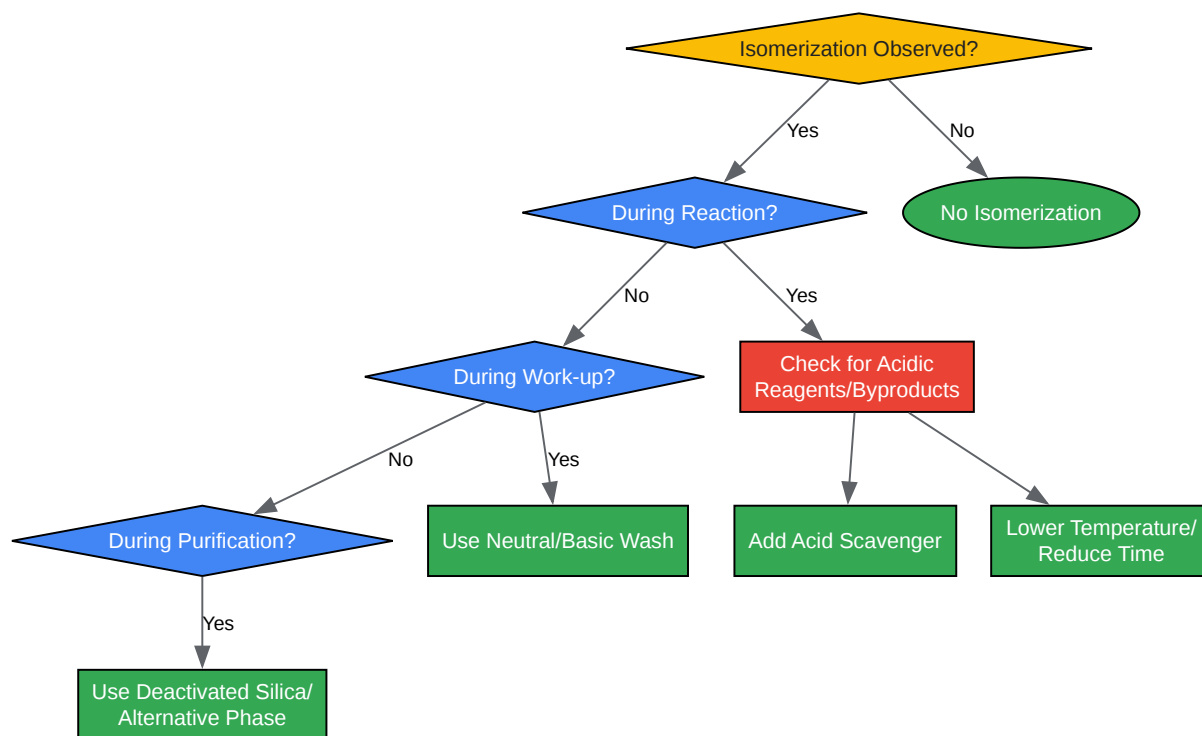 Isomerization Observed?
Yes
No
During Reaction?
No Isomerization
No
Yes
During Work-up?
Check for Acidic
Reagents/Byproducts
No
Yes
During Purification?
Use Neutral/Basic Wash
Add Acid Scavenger
Lower Temperature/
Reduce Time
Yes
Use Deactivated Silica/
Alternative Phase